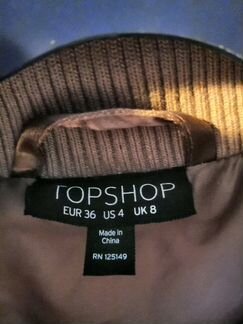 TOPSHOP
EUR 36 US 4 UK 8
Made in
China
RN 125149